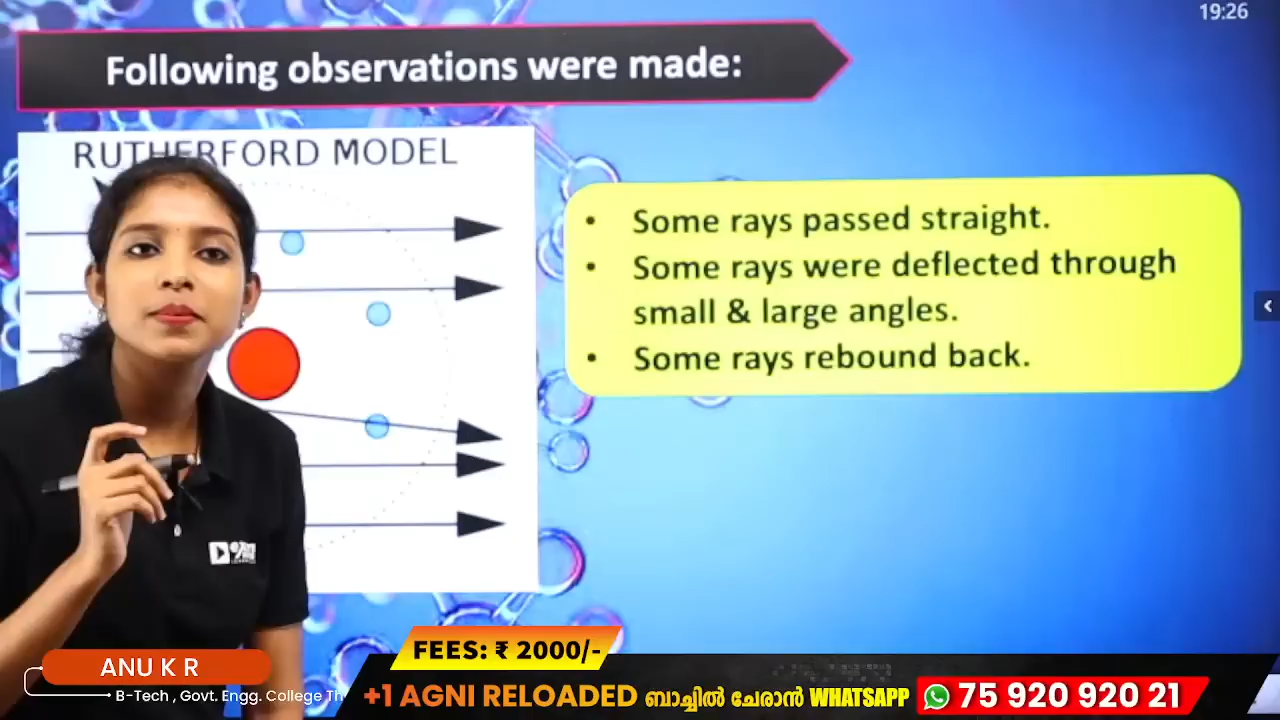 19:26
Following observations were made:
RUTHERFORD MODEL
• Some rays passed straight.
• Some rays were deflected through
small & large angles.
• Some rays rebound back.
FEES: ₹ 2000/-
ANU K R
B-Tech , Govt. Engg. College Th
+1 AGNI RELOADED ബാച്ചിൽ ചേരാൻ WHATSAPP 75 920 920 21